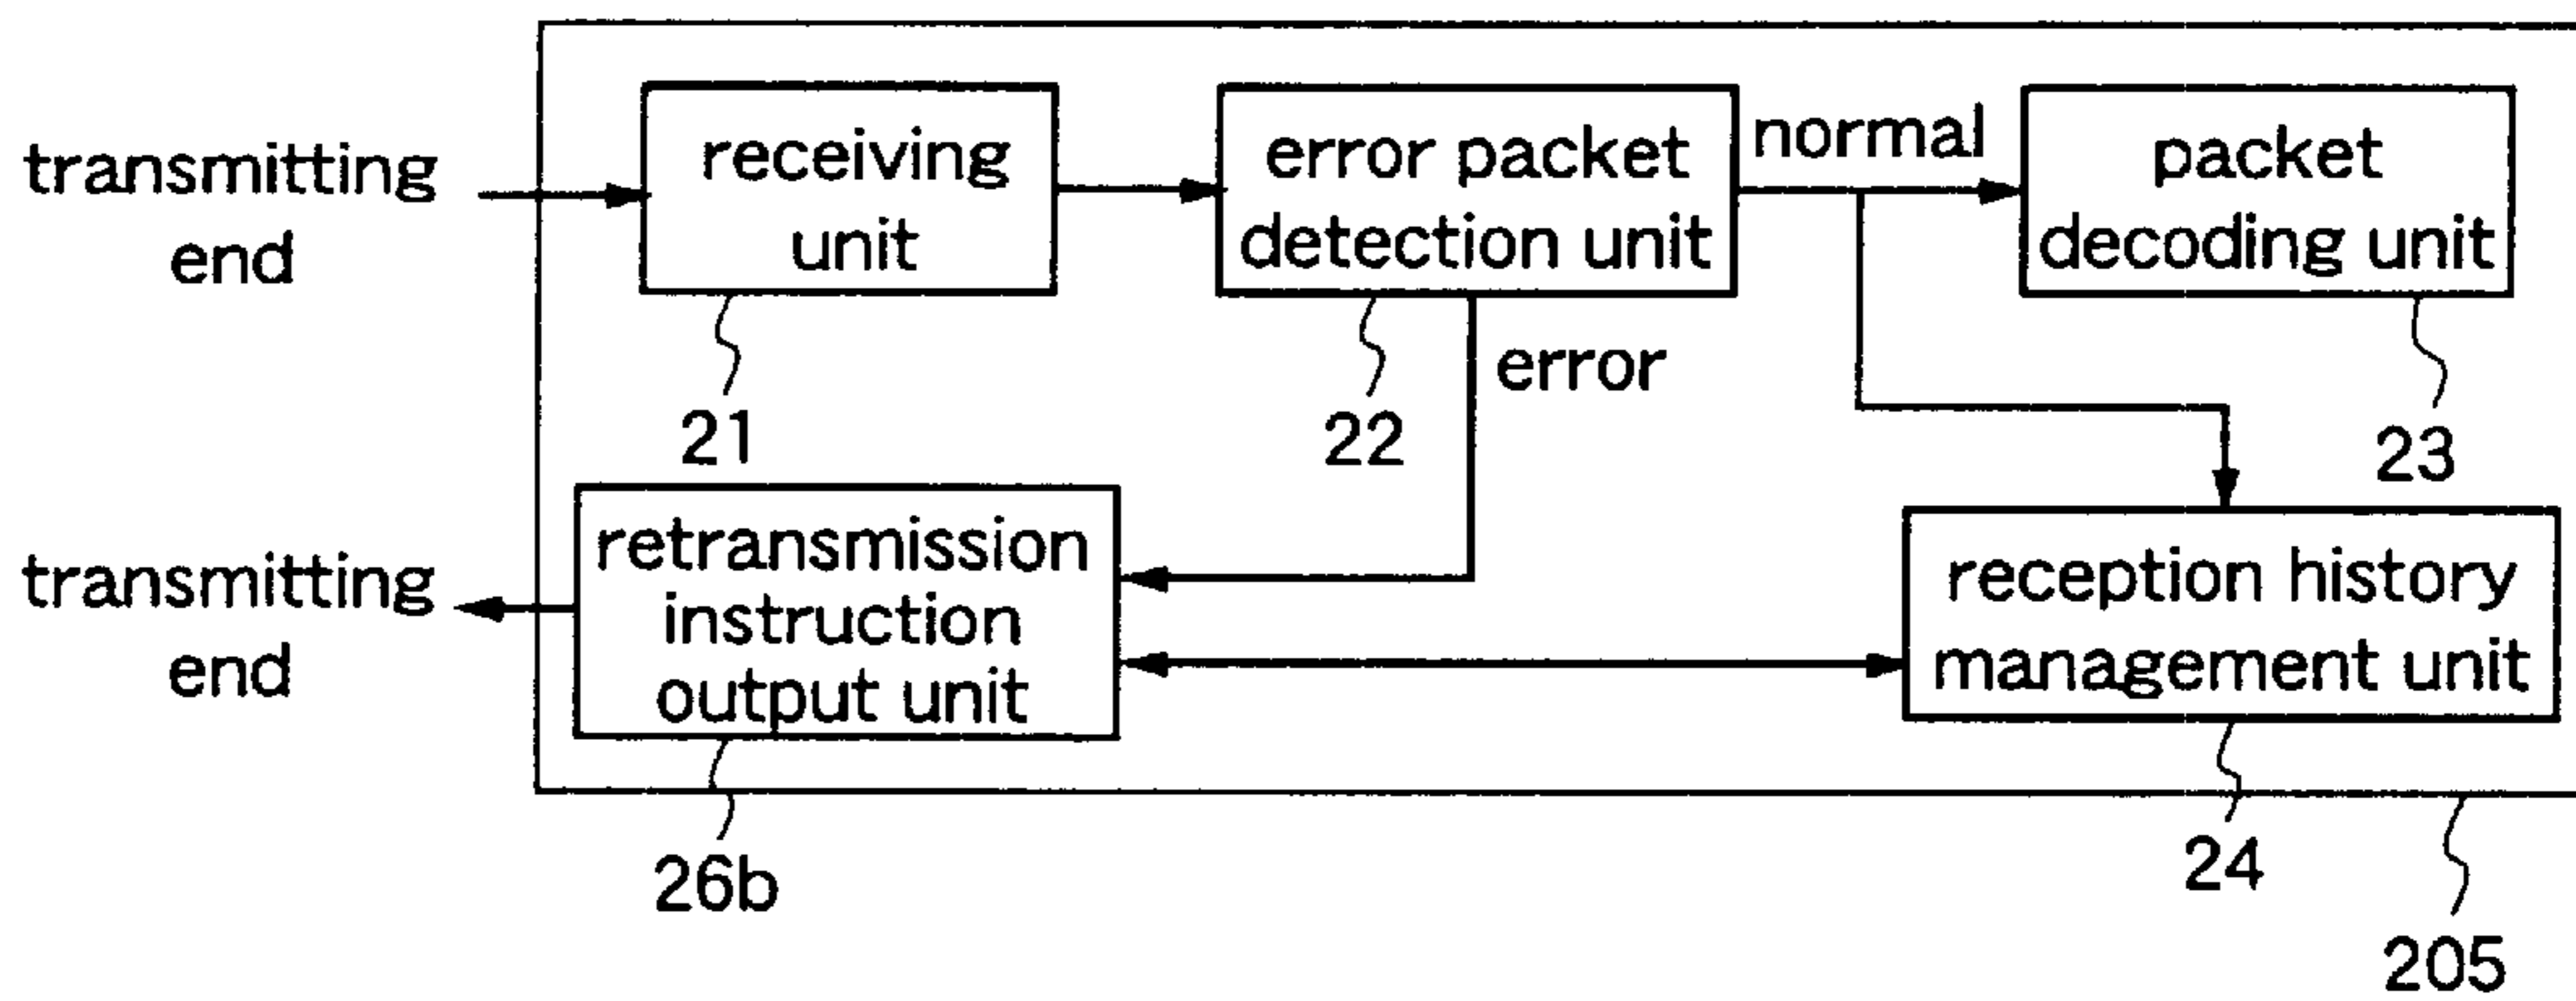 transmitting
end
receiving
unit
error packet
detection unit
normal
packet
decoding unit
21
22
error
23
transmitting
end
retransmission
instruction
output unit
reception history
management unit
26b
24
205